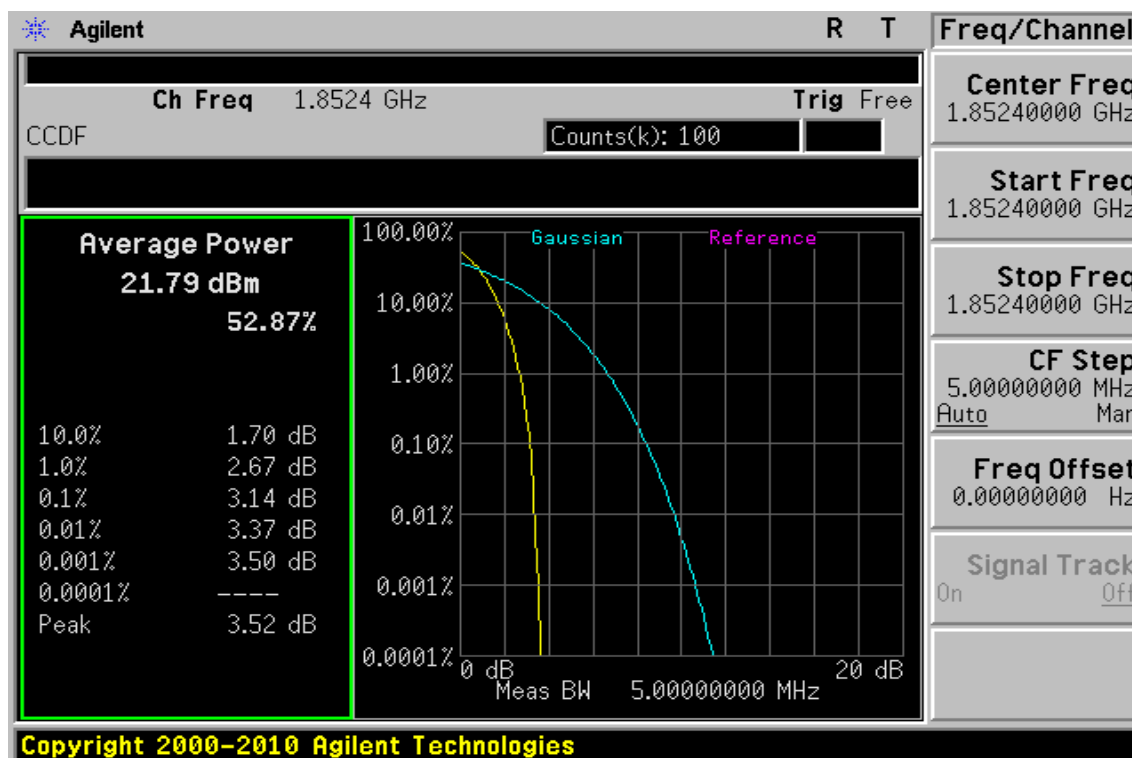 Agilent R T Freq/Channel
Ch Freq 1.8524 GHz Trig Free
CCDF Counts(k): 100
Average Power
21.79 dBm
52.87%
10.0% 1.70 dB
1.0% 2.67 dB
0.1% 3.14 dB
0.01% 3.37 dB
0.001% 3.50 dB
0.0001% ----
Peak 3.52 dB
Gaussian Reference
100.00%
10.00%
1.00%
0.10%
0.01%
0.001%
0.0001%
0 dB 20 dB
Meas BW 5.00000000 MHz
Center Freq
1.85240000 GHz
Start Freq
1.85240000 GHz
Stop Freq
1.85240000 GHz
CF Step
5.00000000 MHz
Auto Man
Freq Offset
0.00000000 Hz
Signal Track
On Off
Copyright 2000-2010 Agilent Technologies